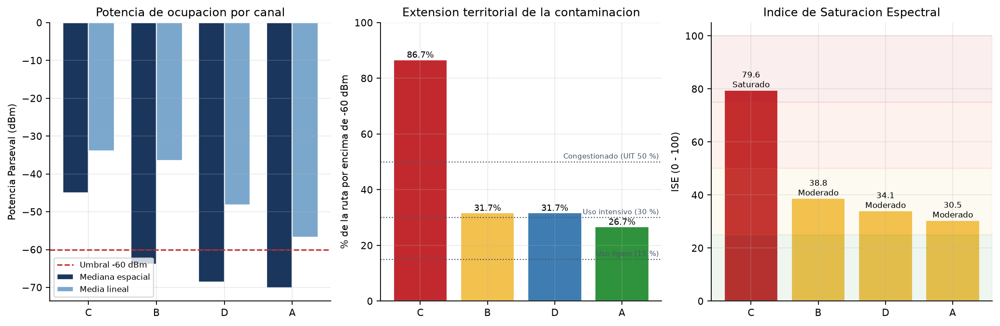 Potencia de ocupacion por canal
Potencia Parseval (dBm)
0
−10
−20
−30
−40
−50
−60
−70
Umbral -60 dBm
Mediana espacial
Media lineal
C
B
D
A
Extension territorial de la contaminacion
% de la ruta por encima de -60 dBm
100
80
60
40
20
0
86.7%
31.7%
31.7%
26.7%
Congestionado (UIT 50 %)
Uso intensivo (30 %)
Uso ligero (15 %)
C
B
D
A
Indice de Saturacion Espectral
ISE (0 - 100)
100
80
60
40
20
0
79.6
Saturado
38.8
Moderado
34.1
Moderado
30.5
Moderado
C
B
D
A